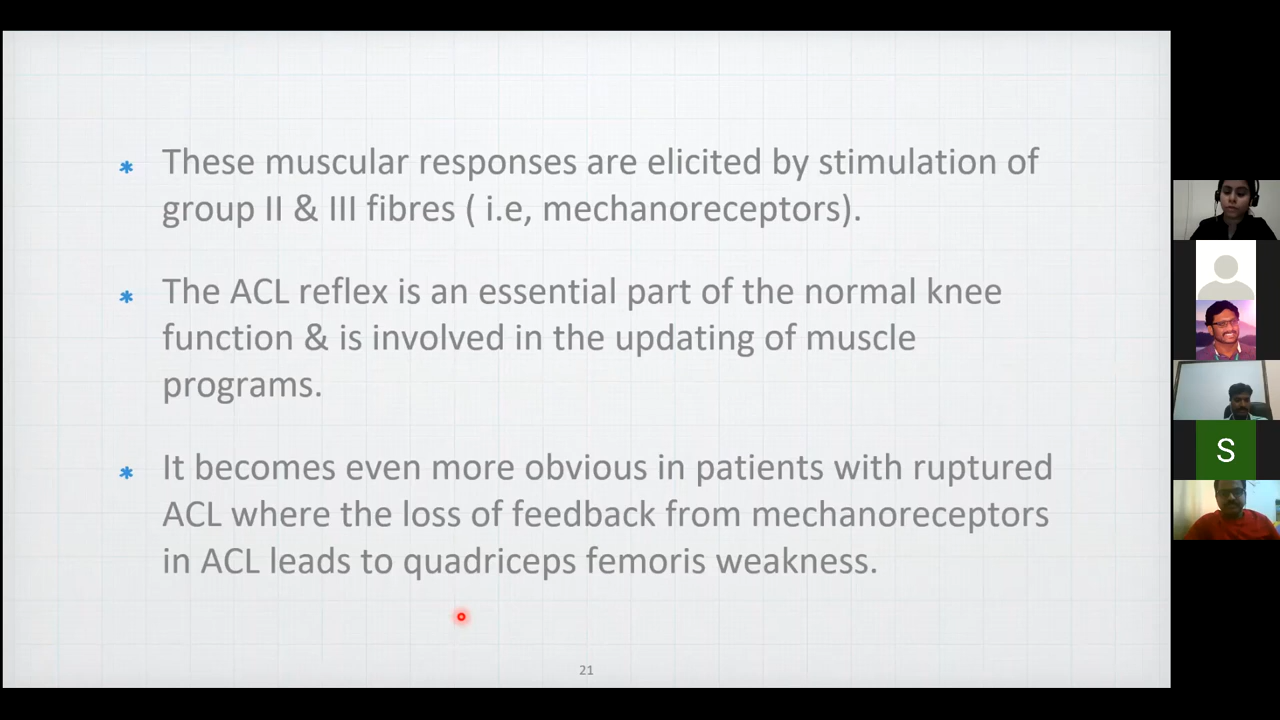 * These muscular responses are elicited by stimulation of
group II & III fibres ( i.e, mechanoreceptors).
* The ACL reflex is an essential part of the normal knee
function & is involved in the updating of muscle
programs.
* It becomes even more obvious in patients with ruptured
ACL where the loss of feedback from mechanoreceptors
in ACL leads to quadriceps femoris weakness.
21
S